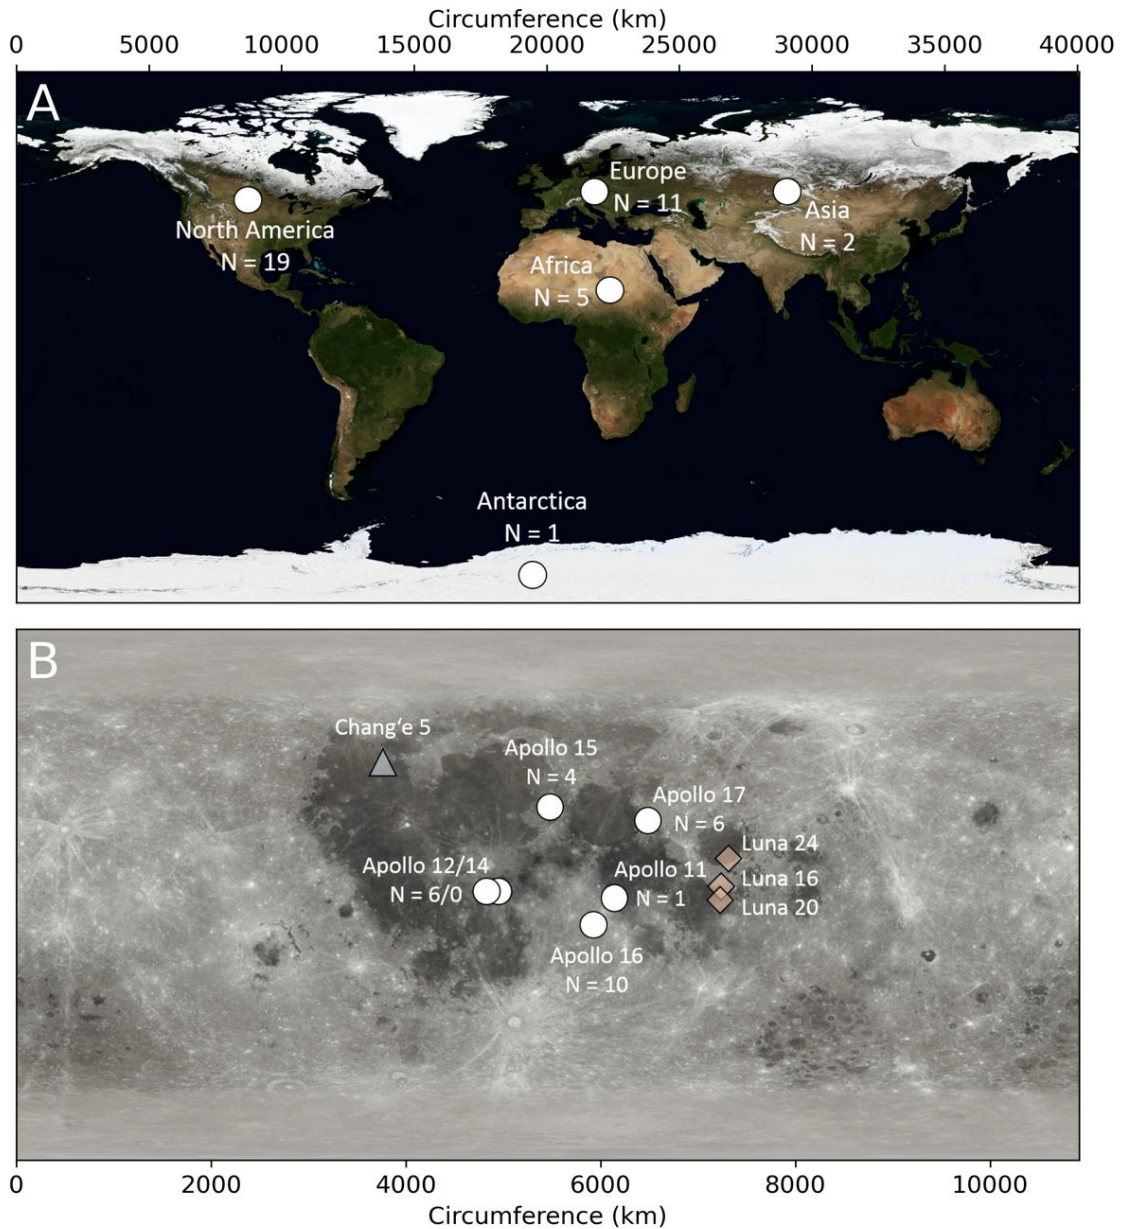 Circumference (km)
0 5000 10000 15000 20000 25000 30000 35000 40000
A
Europe
N = 11
Asia
N = 2
North America
N = 19
Africa
N = 5
Antarctica
N = 1
B
Chang‘e 5
Apollo 15
N = 4
Apollo 17
N = 6
Luna 24
Apollo 12/14
N = 6/0
Apollo 11
N = 1
Luna 16
Luna 20
Apollo 16
N = 10
0 2000 4000 6000 8000 10000
Circumference (km)